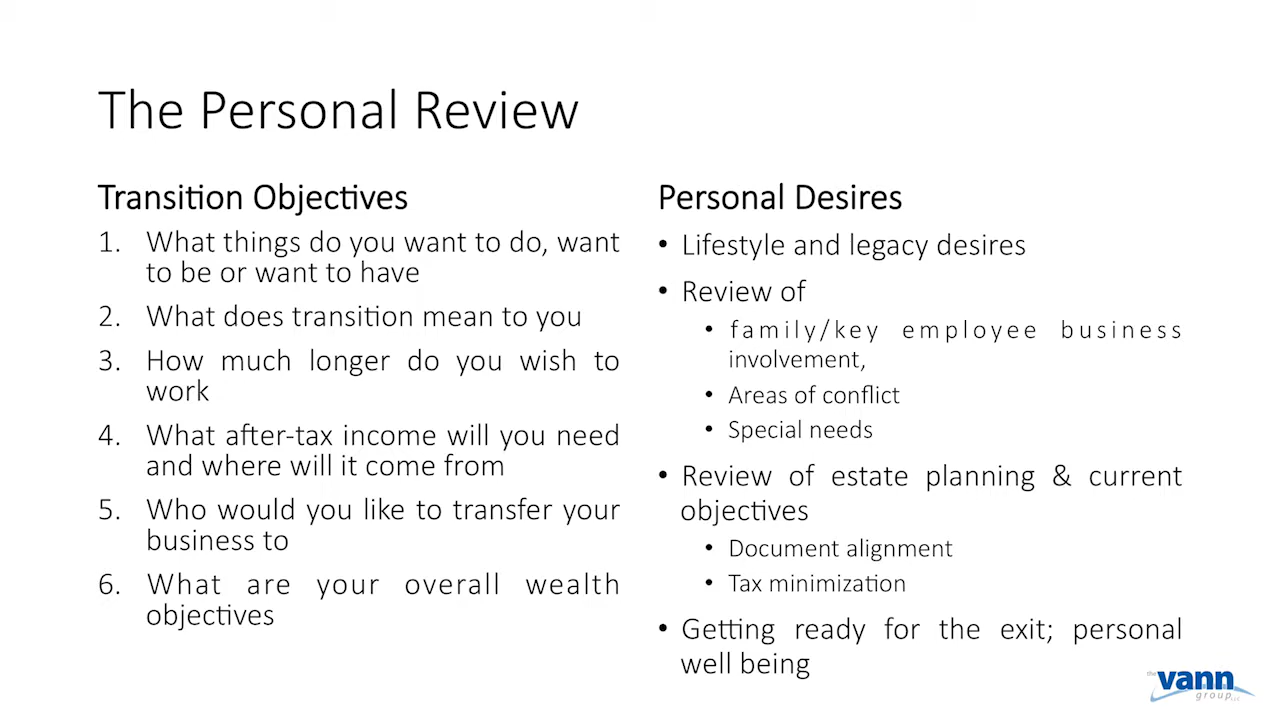 The Personal Review
Transition Objectives
1. What things do you want to do, want
to be or want to have
2. What does transition mean to you
3. How much longer do you wish to
work
4. What after-tax income will you need
and where will it come from
5. Who would you like to transfer your
business to
6. What are your overall wealth
objectives
Personal Desires
• Lifestyle and legacy desires
• Review of
• family/key employee business
involvement,
• Areas of conflict
• Special needs
• Review of estate planning & current
objectives
• Document alignment
• Tax minimization
• Getting ready for the exit; personal
well being
the vann
group LLC